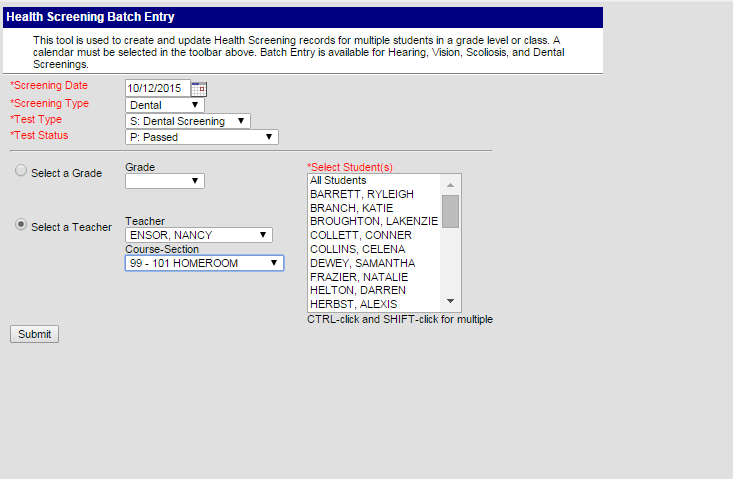 Health Screening Batch Entry
This tool is used to create and update Health Screening records for multiple students in a grade level or class. A
calendar must be selected in the toolbar above. Batch Entry is available for Hearing, Vision, Scoliosis, and Dental
Screenings.
*Screening Date 10/12/2015
*Screening Type Dental
*Test Type S: Dental Screening
*Test Status P: Passed
Select a Grade
Grade
Select a Teacher
Teacher
ENSOR, NANCY
Course-Section
99 - 101 HOMEROOM
*Select Student(s)
All Students
BARRETT, RYLEIGH
BRANCH, KATIE
BROUGHTON, LAKENZIE
COLLETT, CONNER
COLLINS, CELENA
DEWEY, SAMANTHA
FRAZIER, NATALIE
HELTON, DARREN
HERBST, ALEXIS
CTRL-click and SHIFT-click for multiple
Submit